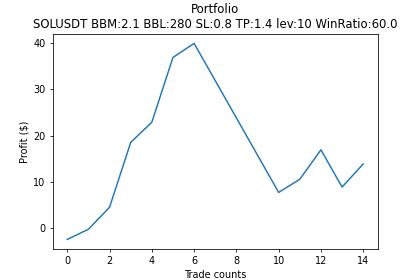 Portfolio
SOLUSDT BBM:2.1 BBL:280 SL:0.8 TP:1.4 lev:10 WinRatio:60.0
40
30
20
10
0
Profit ($)
0 2 4 6 8 10 12 14
Trade counts